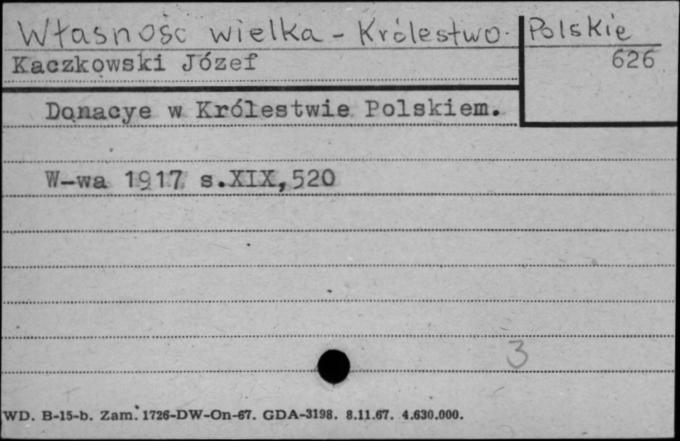 Własność wielka - Królestwo Polskie
Kaczkowski Józef 626
Donacye w Królestwie Polskiem.
W-wa 1917 s.XIX,520
3
WD. B-15-b. Zam. 1726-DW-On-67. GDA-3198. 8.11.67. 4.630.000.